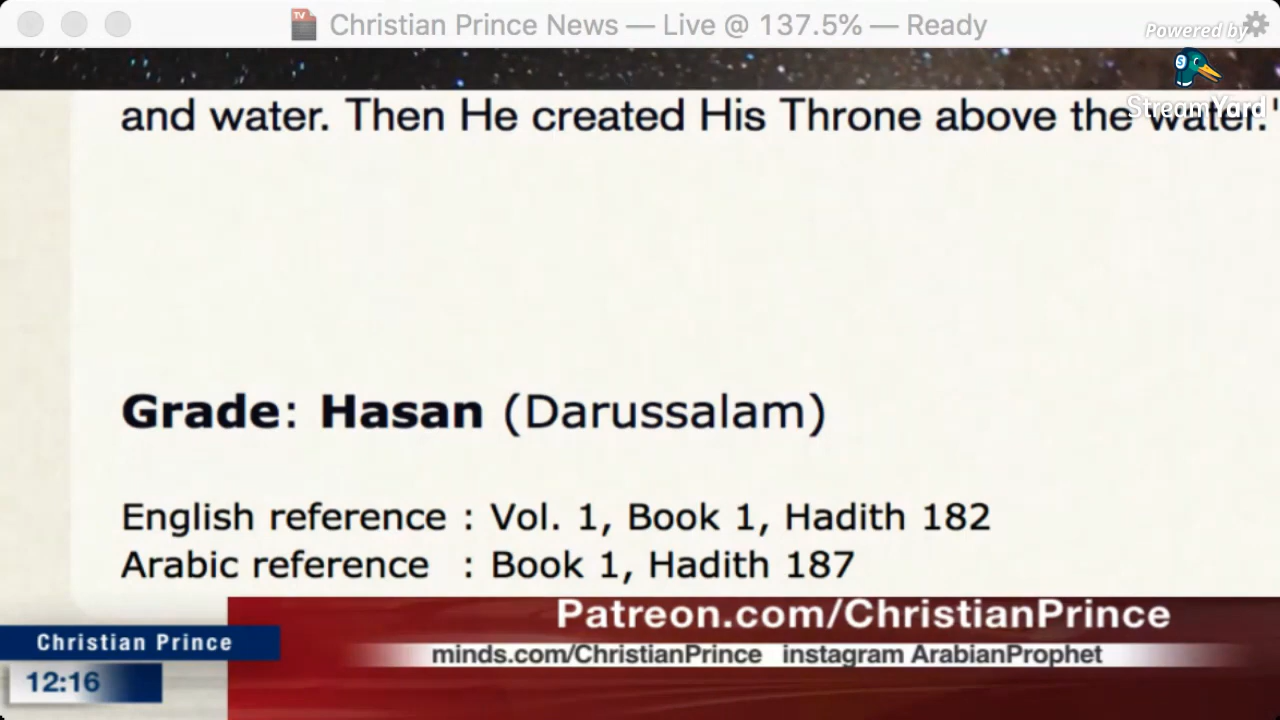 Christian Prince News — Live @ 137.5% — Ready
Powered by
StreamYard
and water. Then He created His Throne above the water.'
Grade: Hasan (Darussalam)
English reference : Vol. 1, Book 1, Hadith 182
Arabic reference : Book 1, Hadith 187
Patreon.com/ChristianPrince
Christian Prince
minds.com/ChristianPrince instagram ArabianProphet
12:16